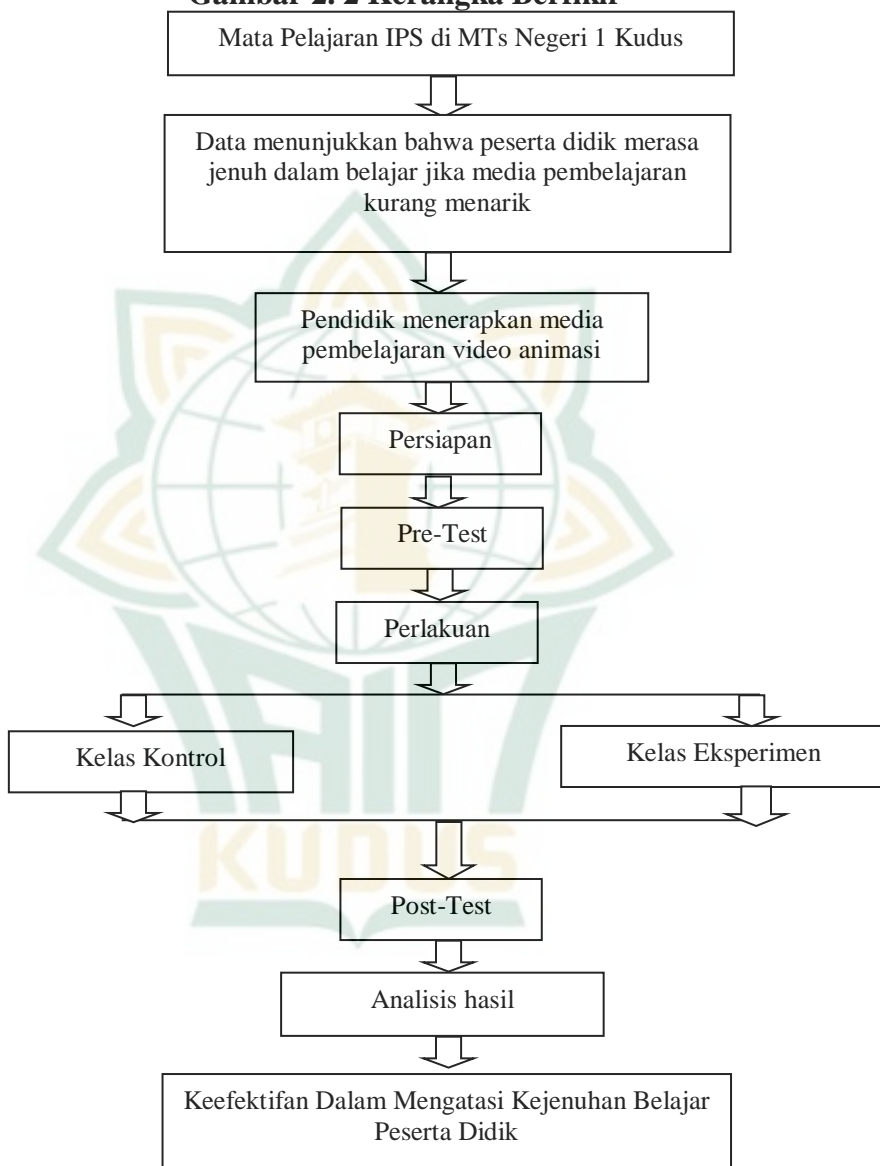 Gambar 2. 2 Kerangka Berfikir
Mata Pelajaran IPS di MTs Negeri 1 Kudus
Data menunjukkan bahwa peserta didik merasa
jenuh dalam belajar jika media pembelajaran
kurang menarik
Pendidik menerapkan media
pembelajaran video animasi
Persiapan
Pre-Test
Perlakuan
Kelas Kontrol
Kelas Eksperimen
Post-Test
Analisis hasil
Keefektifan Dalam Mengatasi Kejenuhan Belajar
Peserta Didik
IAIN
KUDUS